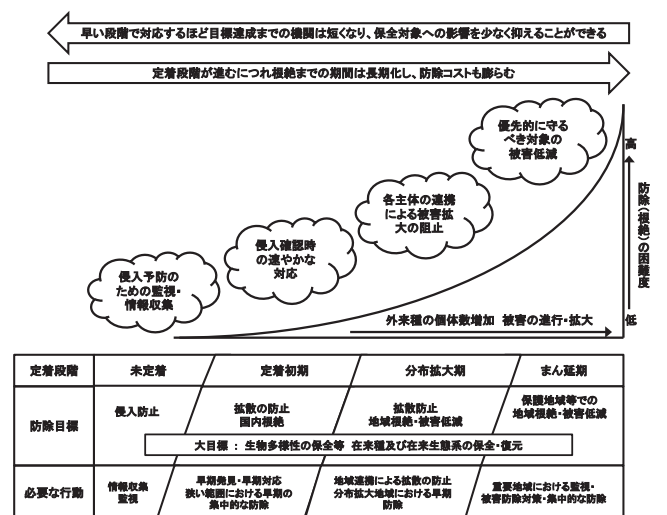 早い段階で対応するほど目標達成までの機関は短くなり、保全対象への影響を少なく抑えることができる
定着段階が進むにつれ根絶までの期間は長期化し、防除コストも膨らむ
優先的に守る
べき対象の
被害低減
各主体の連携
による被害拡
大の阻止
侵入確認時
の速やかな
対応
侵入予防の
ための監視・
情報収集
高
防除(根絶)の困難度
低
外来種の個体数増加 被害の進行・拡大
定着段階
未定着
定着初期
分布拡大期
まん延期
防除目標
侵入防止
拡散の防止
国内根絶
拡散防止
地域根絶・被害低減
保護地域等での
地域根絶・被害低減
大目標 : 生物多様性の保全等 在来種及び在来生態系の保全・復元
必要な行動
情報収集
監視
早期発見・早期対応
狭い範囲における早期の
集中的な防除
地域連携による拡散の防止
分布拡大地域における早期
防除
重要地域における監視・
被害防除対策・集中的な防除